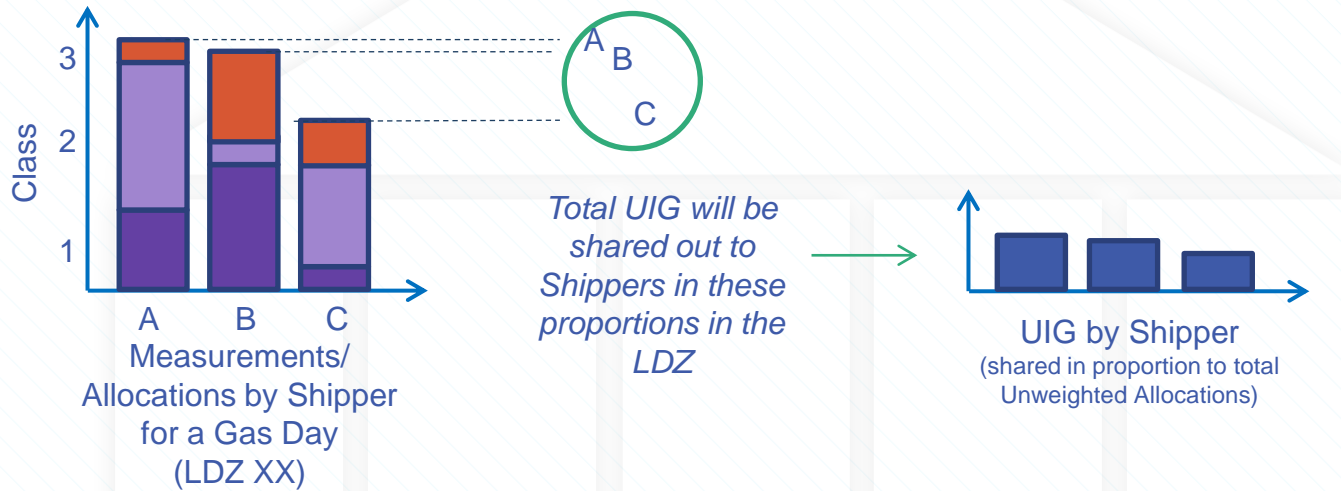 Class
3
2
1
A B C
Measurements/
Allocations by Shipper
for a Gas Day
(LDZ XX)
A
B
C
Total UIG will be
shared out to
Shippers in these
proportions in the
LDZ
UIG by Shipper
(shared in proportion to total
Unweighted Allocations)